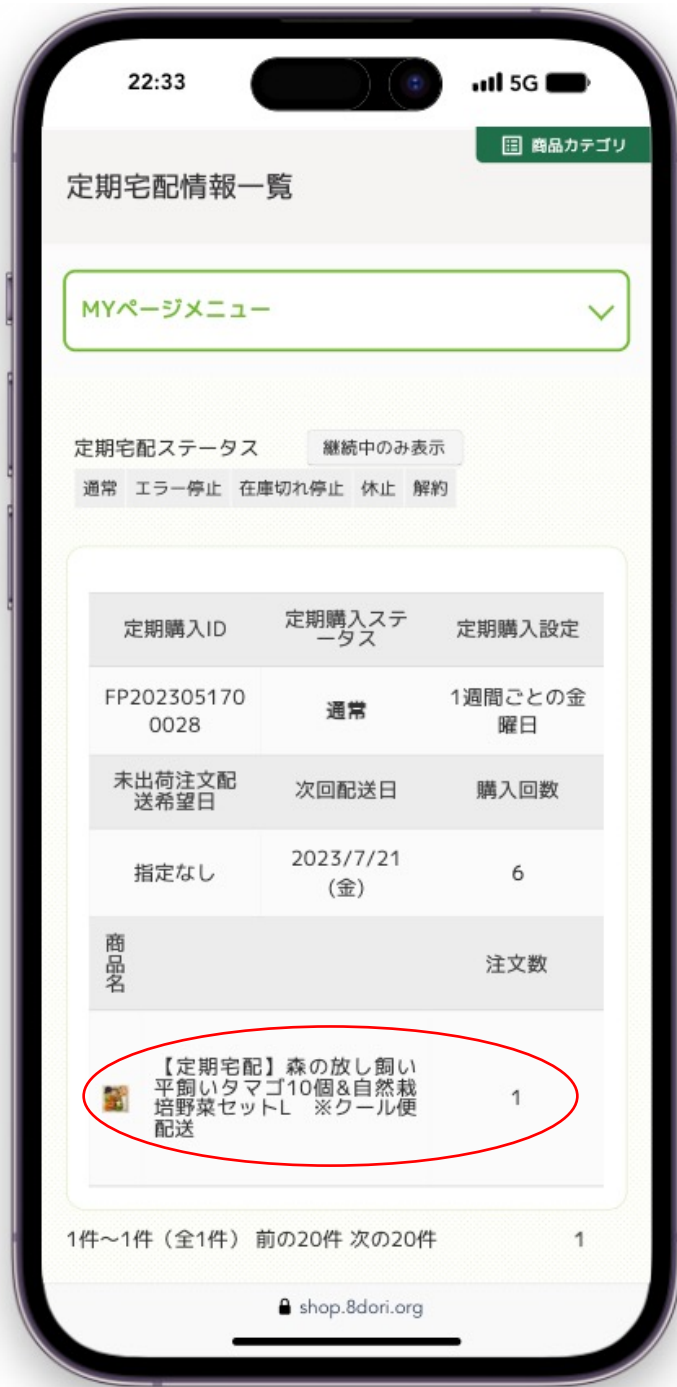 22:33
5G
商品カテゴリ
定期宅配情報一覧
MYページメニュー
定期宅配ステータス
継続中のみ表示
通常 エラー停止 在庫切れ停止 休止 解約
定期購入ID
定期購入ステ
ータス
定期購入設定
FP202305170
0028
通常
1週間ごとの金
曜日
未出荷注文配
送希望日
次回配送日
購入回数
指定なし
2023/7/21
(金)
6
商
品
名
注文数
【定期宅配】森の放し飼い
平飼いタマゴ10個&自然栽
培野菜セットL ※クール便
配送
1
1件〜1件（全1件） 前の20件 次の20件 1
shop.8dori.org